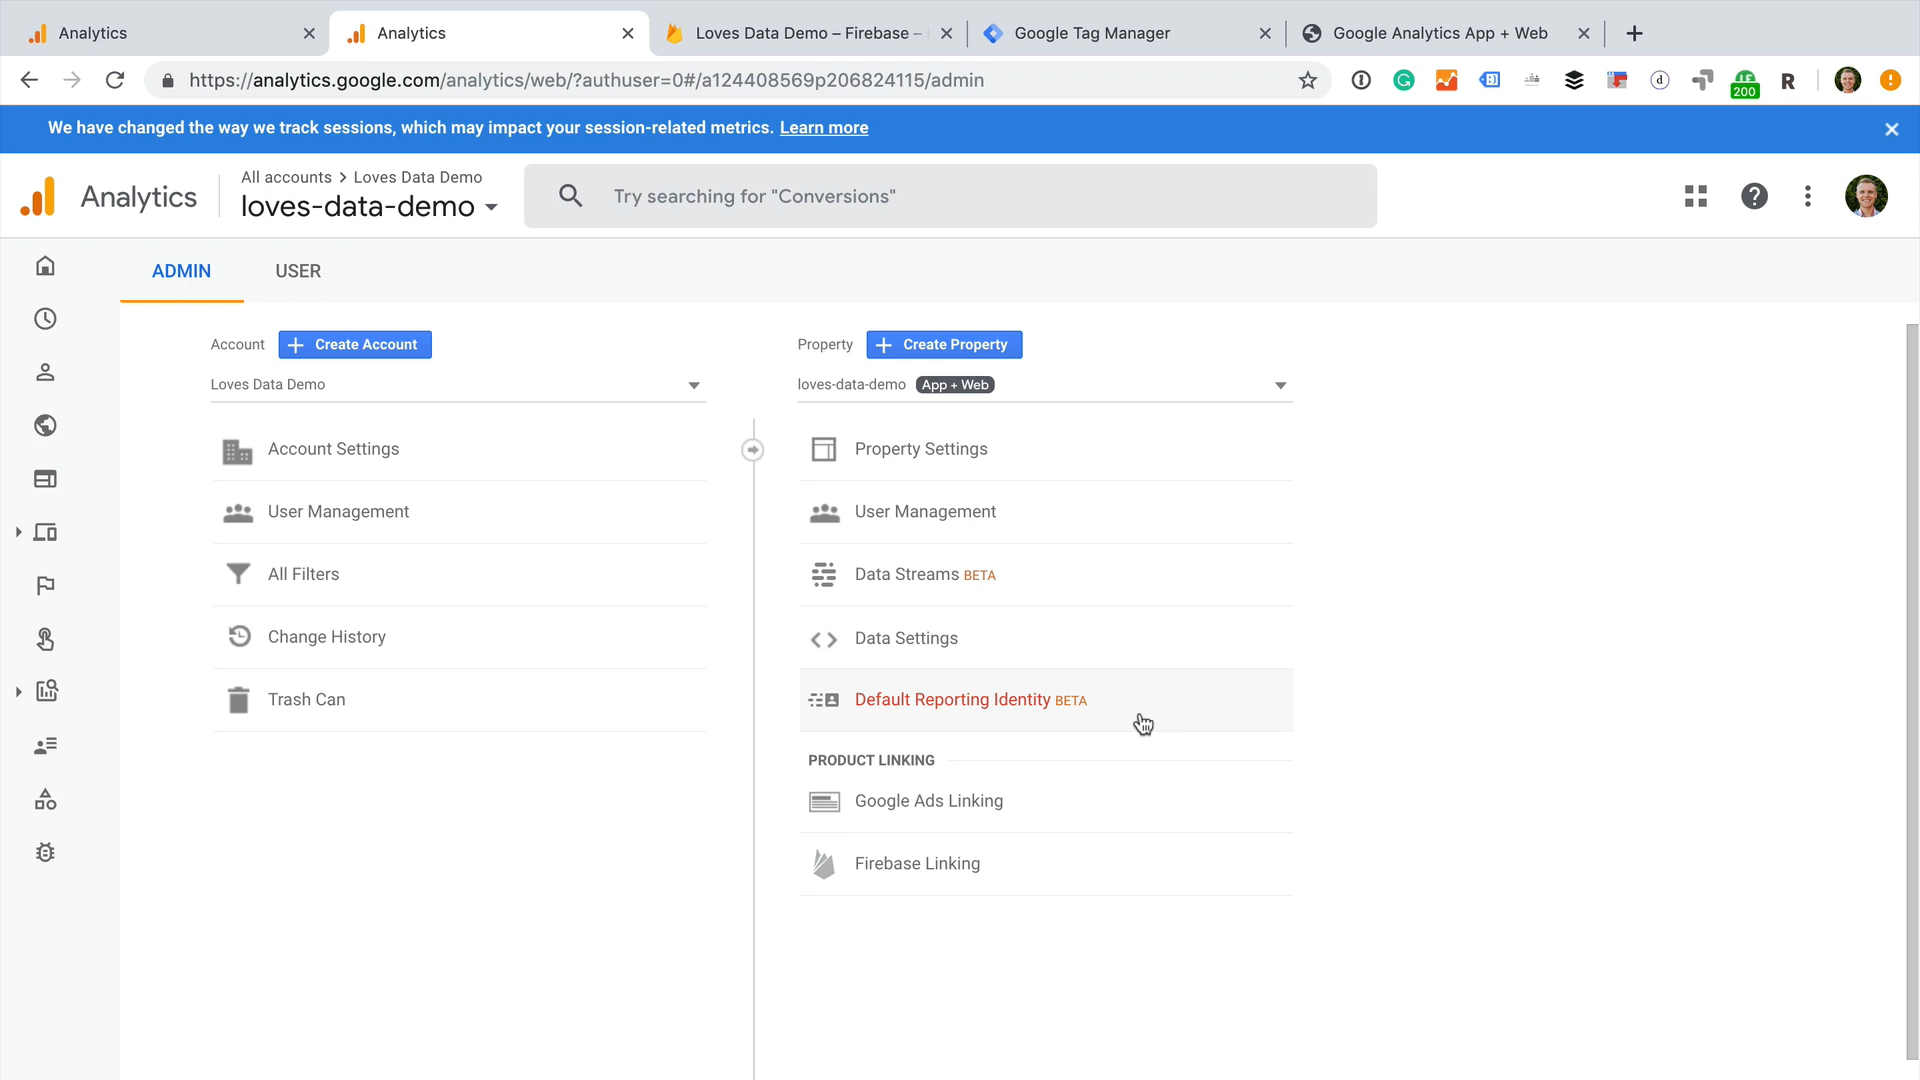 Analytics
Analytics
Loves Data Demo – Firebase –
Google Tag Manager
Google Analytics App + Web
https://analytics.google.com/analytics/web/?authuser=0#/a124408569p206824115/admin
200
We have changed the way we track sessions, which may impact your session-related metrics. Learn more
Analytics
All accounts > Loves Data Demo
loves-data-demo
Try searching for "Conversions"
ADMIN
USER
Account
Create Account
Loves Data Demo
Account Settings
User Management
All Filters
Change History
Trash Can
Property
Create Property
loves-data-demo App + Web
Property Settings
User Management
Data Streams BETA
Data Settings
Default Reporting Identity BETA
PRODUCT LINKING
Google Ads Linking
Firebase Linking